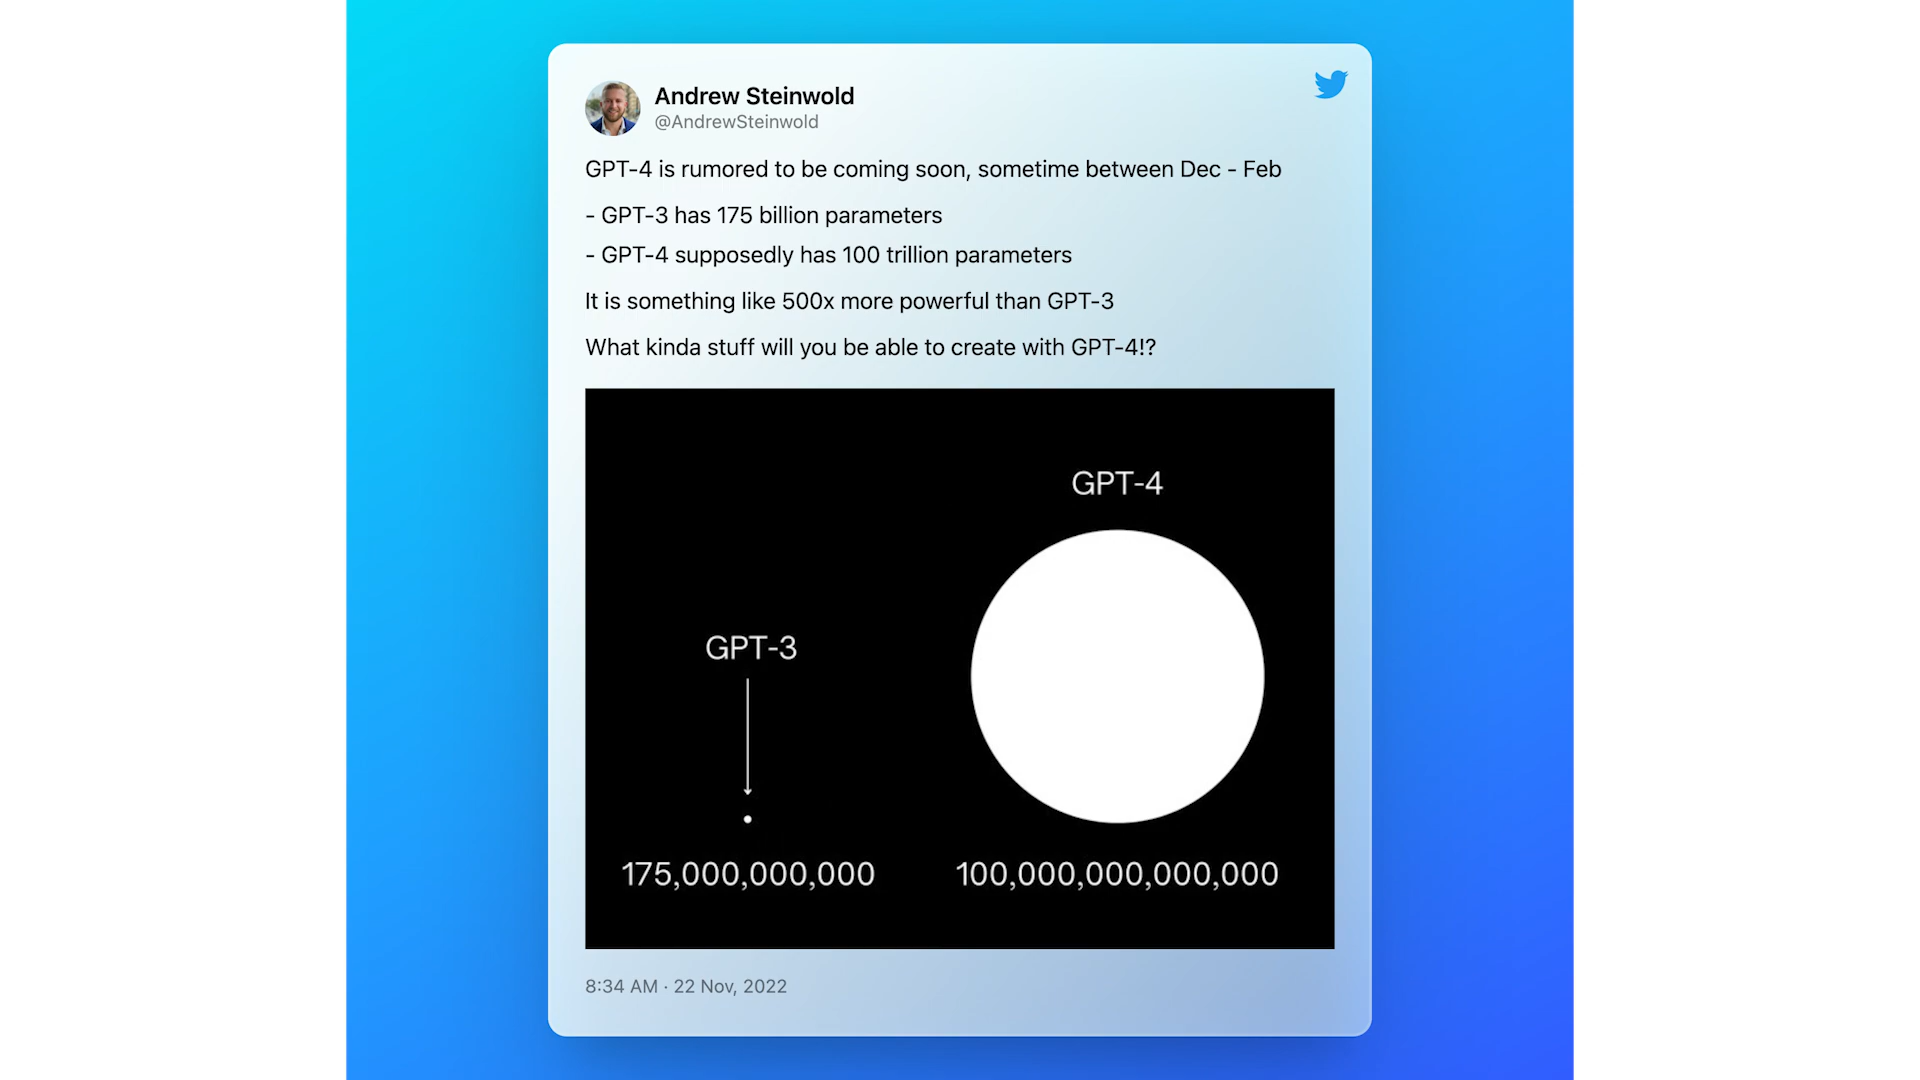 Andrew Steinwold
@AndrewSteinwold
GPT-4 is rumored to be coming soon, sometime between Dec - Feb
- GPT-3 has 175 billion parameters
- GPT-4 supposedly has 100 trillion parameters
It is something like 500x more powerful than GPT-3
What kinda stuff will you be able to create with GPT-4!?
GPT-4
GPT-3
175,000,000,000
100,000,000,000,000
8:34 AM · 22 Nov, 2022